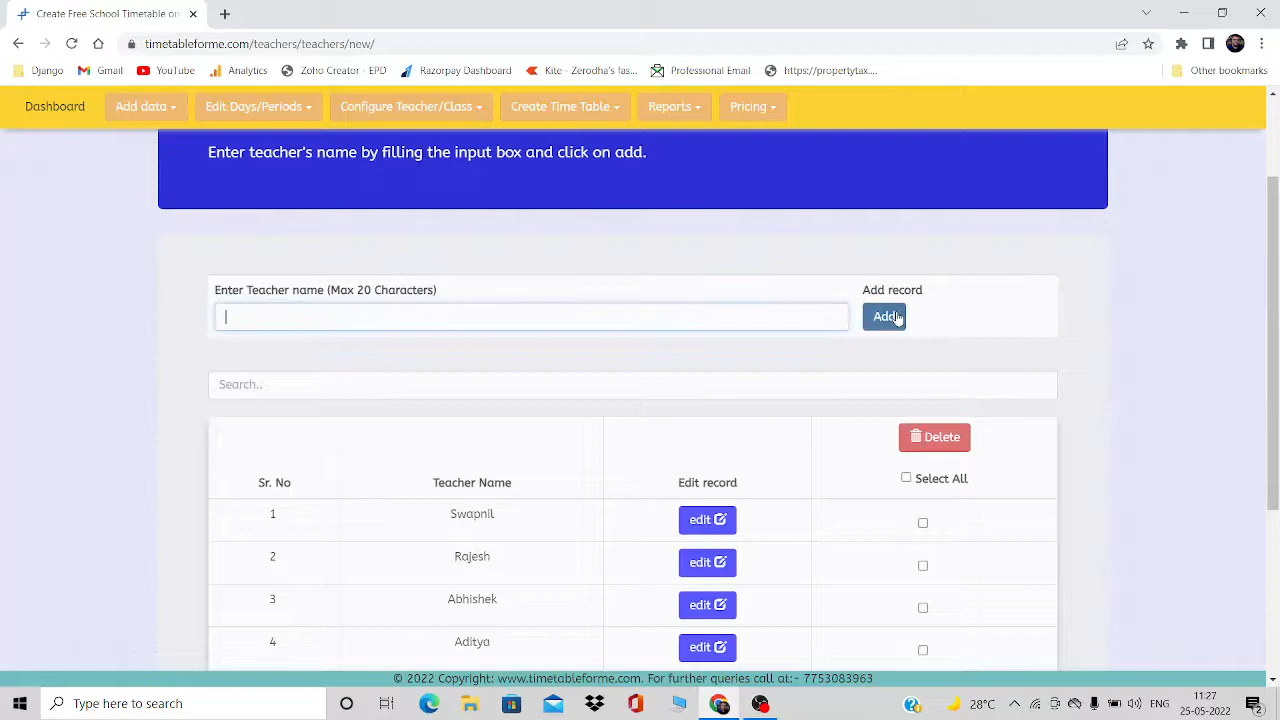 Create Free School Timetable or
timetableforme.com/teachers/teachers/new/
Django
Gmail
YouTube
Analytics
Zoho Creator - EPD
Razorpay Dashboard
Kite - Zerodha's fas...
Professional Email
https://propertytax....
Other bookmarks
Dashboard
Add data
Edit Days/Periods
Configure Teacher/Class
Create Time Table
Reports
Pricing
Enter teacher's name by filling the input box and click on add.
Enter Teacher name (Max 20 Characters)
Add record
Add
Search..
Delete
Sr. No Teacher Name Edit record Select All
1 Swapnil edit
2 Rajesh edit
3 Abhishek edit
4 Aditya edit
© 2022 Copyright: www.timetableforme.com. For further queries call at:- 7753083963
Type here to search
28°C
ENG
11:27
25-05-2022
2